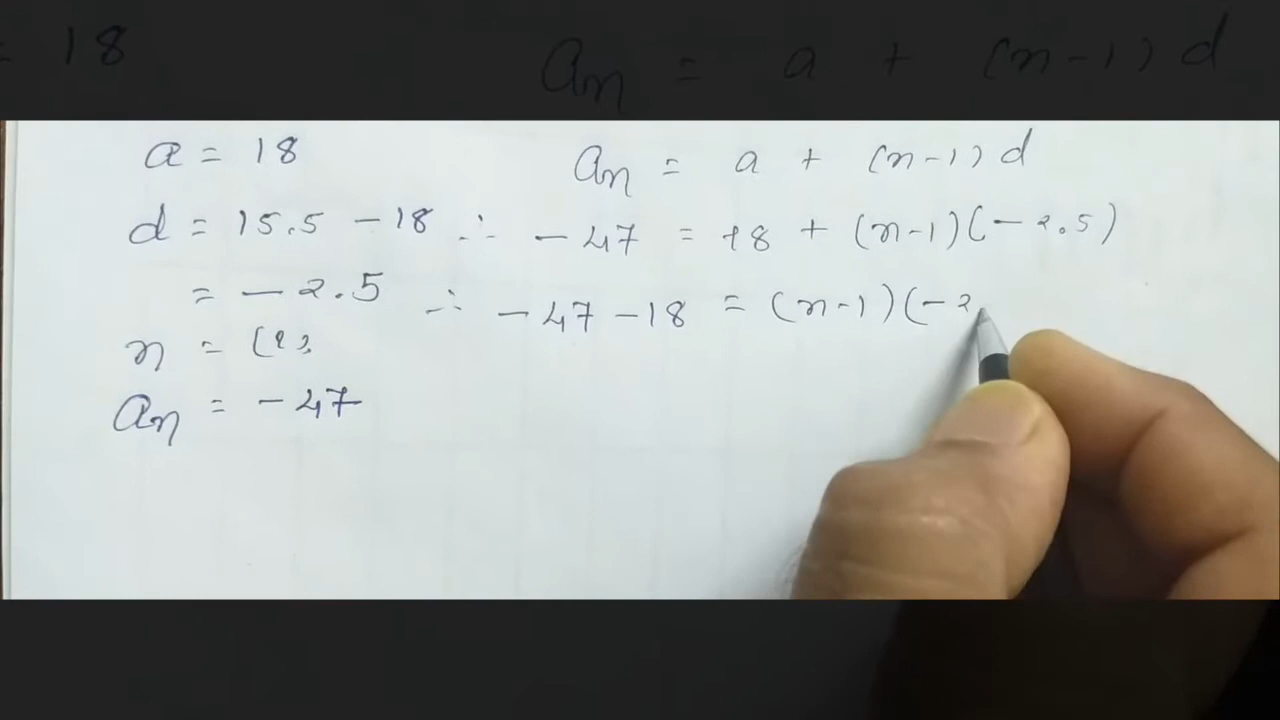 = 18 an = a + (n-1) d
a = 18 an = a + (n-1) d
d = 15.5 - 18 ∴ -47 = 18 + (n-1)(-2.5)
= -2.5 ∴ -47-18 = (n-1)(-2.
n =
an = -47